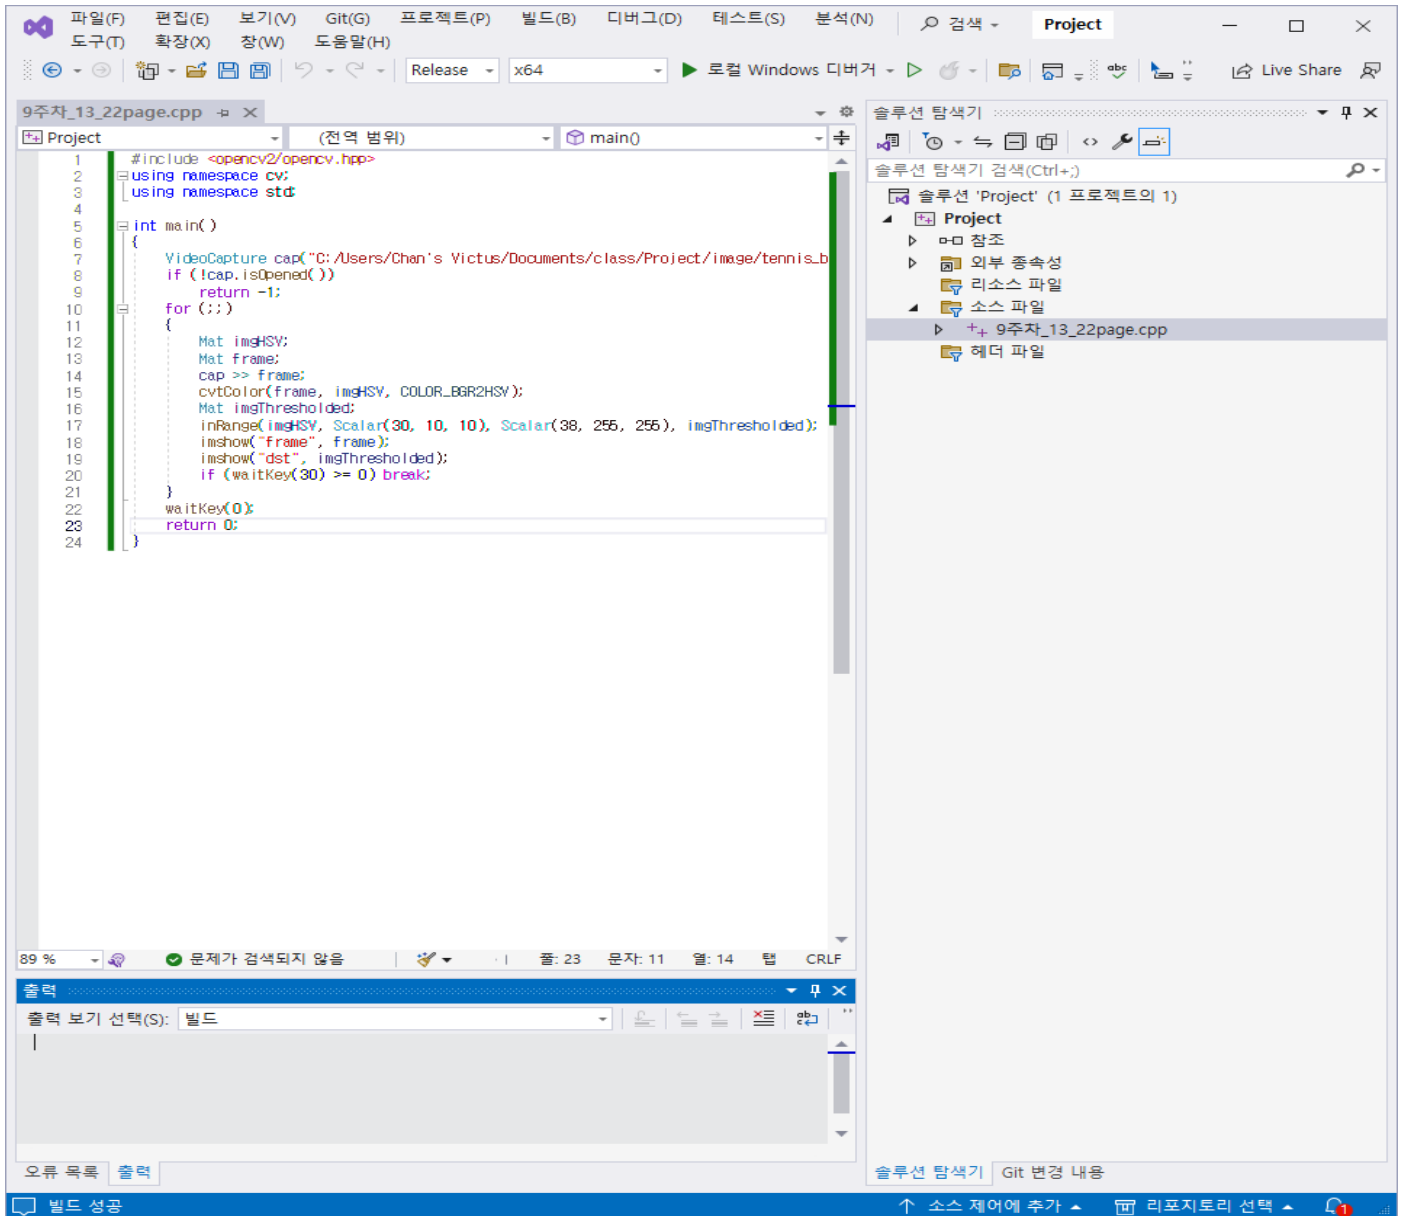 파일(F) 편집(E) 보기(V) Git(G) 프로젝트(P) 빌드(B) 디버그(D) 테스트(S) 분석(N) 검색 Project
도구(T) 확장(X) 창(W) 도움말(H)
Release x64 로컬 Windows 디버거 Live Share
9주차_13_22page.cpp
Project (전역 범위) main()
1 #include <opencv2/opencv.hpp>
2 using namespace cv;
3 using namespace std;
4
5 int main()
6 {
7 VideoCapture cap("C:/Users/Chan's Victus/Documents/class/Project/image/tennis_b
8 if (!cap.isOpened())
9 return -1;
10 for (;;)
11 {
12 Mat imgHSV;
13 Mat frame;
14 cap >> frame;
15 cvtColor(frame, imgHSV, COLOR_BGR2HSV);
16 Mat imgThresholded;
17 inRange(imgHSV, Scalar(30, 10, 10), Scalar(38, 255, 255), imgThresholded);
18 imshow("frame", frame);
19 imshow("dst", imgThresholded);
20 if (waitKey(30) >= 0) break;
21 }
22 waitKey(0);
23 return 0;
24 }
89 % 문제가 검색되지 않음 줄: 23 문자: 11 열: 14 탭 CRLF
출력
출력 보기 선택(S): 빌드
오류 목록 출력
솔루션 탐색기
솔루션 탐색기 검색(Ctrl+;)
솔루션 'Project' (1 프로젝트의 1)
Project
참조
외부 종속성
리소스 파일
소스 파일
9주차_13_22page.cpp
헤더 파일
솔루션 탐색기 Git 변경 내용
빌드 성공 소스 제어에 추가 리포지토리 선택 1